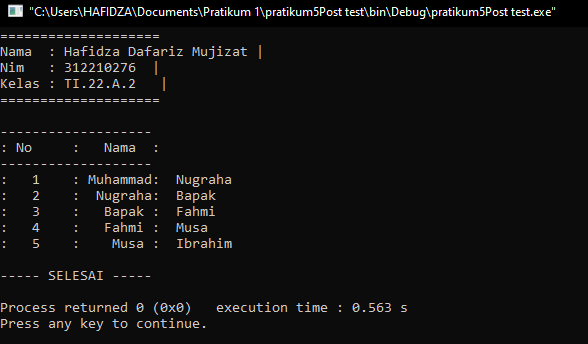 "C:\Users\HAFIDZA\Documents\Pratikum 1\pratikum5Post test\bin\Debug\pratikum5Post test.exe"
====================
Nama  : Hafidza Dafariz Mujizat |
Nim   : 312210276  |
Kelas : TI.22.A.2   |
====================
-------------------
: No     :   Nama  :
-------------------
:   1    : Muhammad:  Nugraha
:   2    :  Nugraha:  Bapak
:   3    :   Bapak :  Fahmi
:   4    :   Fahmi :  Musa
:   5    :    Musa :  Ibrahim
----- SELESAI -----
Process returned 0 (0x0)   execution time : 0.563 s
Press any key to continue.